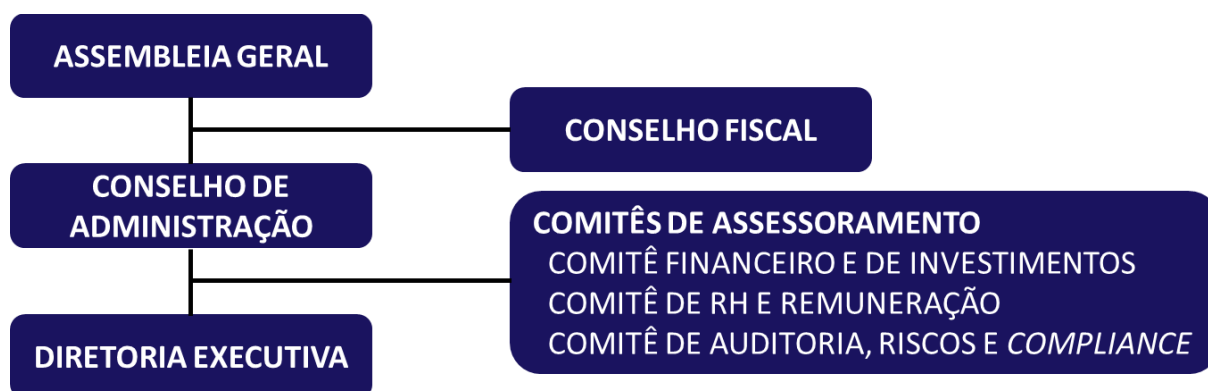 ASSEMBLEIA GERAL
CONSELHO FISCAL
CONSELHO DE
ADMINISTRAÇÃO
COMITÊS DE ASSESSORAMENTO
COMITÊ FINANCEIRO E DE INVESTIMENTOS
COMITÊ DE RH E REMUNERAÇÃO
COMITÊ DE AUDITORIA, RISCOS E COMPLIANCE
DIRETORIA EXECUTIVA